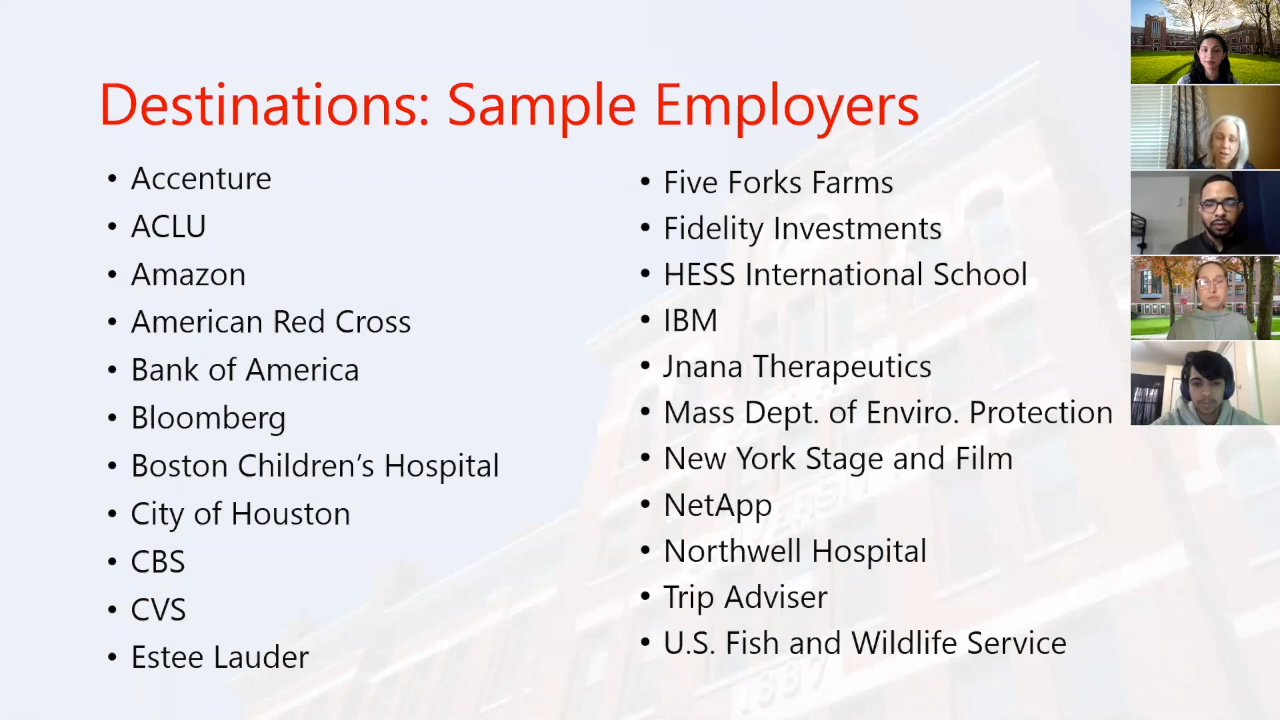 Destinations: Sample Employers
• Accenture
• ACLU
• Amazon
• American Red Cross
• Bank of America
• Bloomberg
• Boston Children's Hospital
• City of Houston
• CBS
• CVS
• Estee Lauder
• Five Forks Farms
• Fidelity Investments
• HESS International School
• IBM
• Jnana Therapeutics
• Mass Dept. of Enviro. Protection
• New York Stage and Film
• NetApp
• Northwell Hospital
• Trip Adviser
• U.S. Fish and Wildlife Service
1887